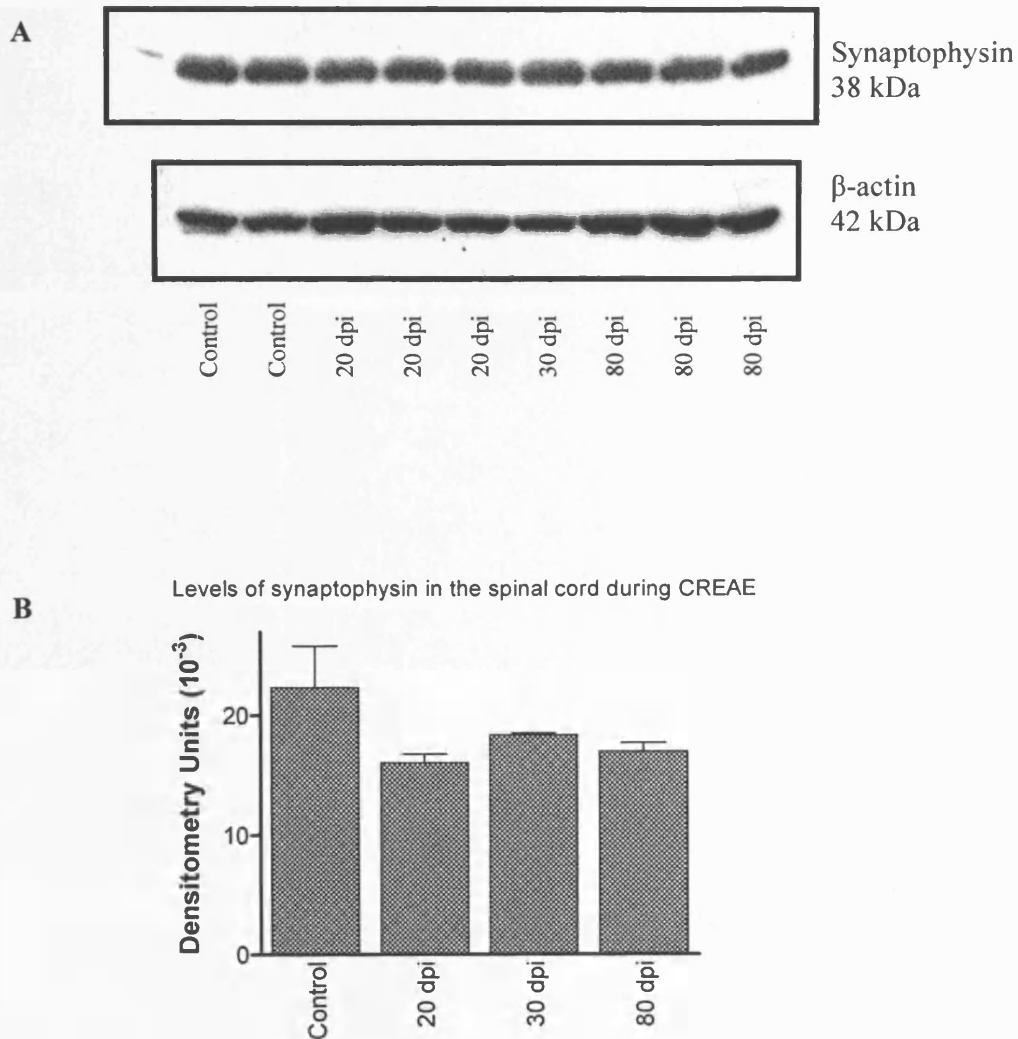 A
Synaptophysin
38 kDa
β-actin
42 kDa
Control
Control
20 dpi
20 dpi
20 dpi
30 dpi
80 dpi
80 dpi
80 dpi
B
Levels of synaptophysin in the spinal cord during CREAE
Densitometry Units (10⁻³)
20
10
0
Control
20 dpi
30 dpi
80 dpi